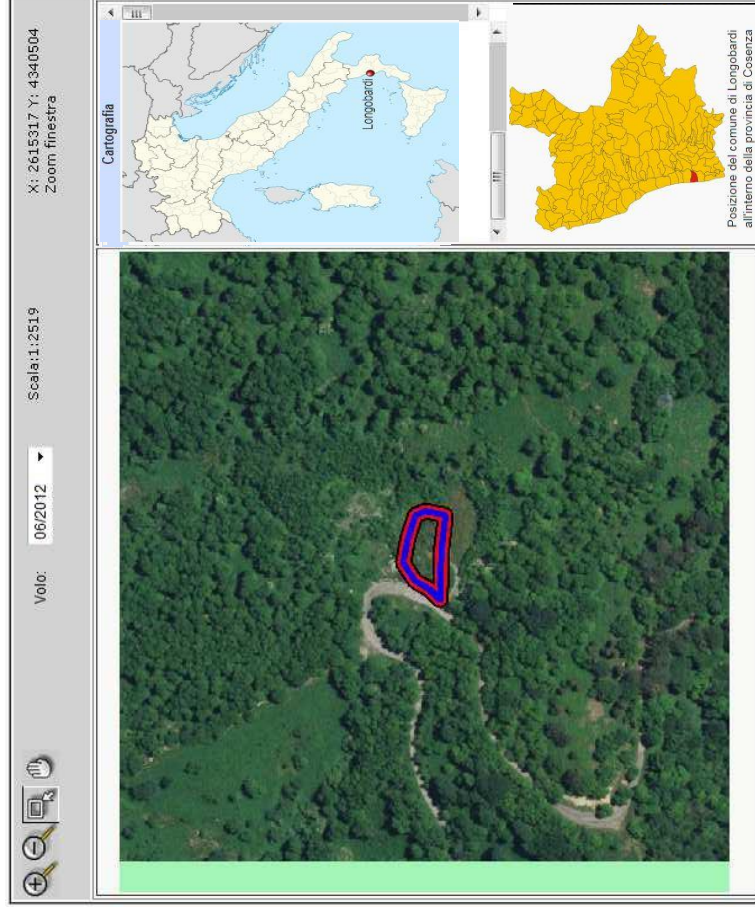 Volo: 06/2012 Scala:1:2519 X: 2615317 Y: 4340504
Zoom finestra
Cartografia
Longobardi
Posizione del comune di Longobardi
all'interno della provincia di Cosenza